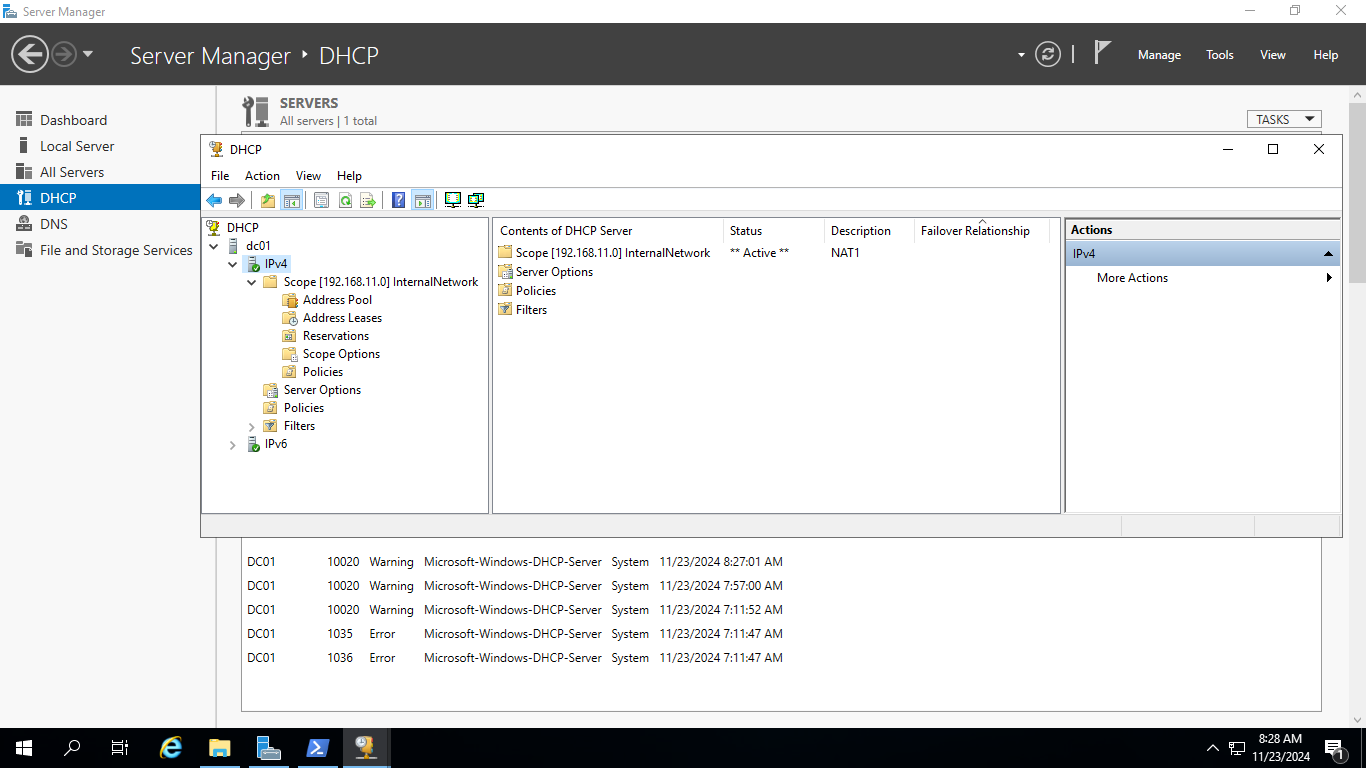 Server Manager
Server Manager ‣ DHCP
Manage Tools View Help
Dashboard
Local Server
All Servers
DHCP
DNS
File and Storage Services
SERVERS
All servers | 1 total
TASKS
DHCP
File Action View Help
DHCP
dc01
IPv4
Scope [192.168.11.0] InternalNetwork
Address Pool
Address Leases
Reservations
Scope Options
Policies
Server Options
Policies
Filters
IPv6
Contents of DHCP Server Status Description Failover Relationship
Scope [192.168.11.0] InternalNetwork ** Active ** NAT1
Server Options
Policies
Filters
Actions
IPv4
More Actions
DC01 10020 Warning Microsoft-Windows-DHCP-Server System 11/23/2024 8:27:01 AM
DC01 10020 Warning Microsoft-Windows-DHCP-Server System 11/23/2024 7:57:00 AM
DC01 10020 Warning Microsoft-Windows-DHCP-Server System 11/23/2024 7:11:52 AM
DC01 1035 Error Microsoft-Windows-DHCP-Server System 11/23/2024 7:11:47 AM
DC01 1036 Error Microsoft-Windows-DHCP-Server System 11/23/2024 7:11:47 AM
8:28 AM
11/23/2024
1